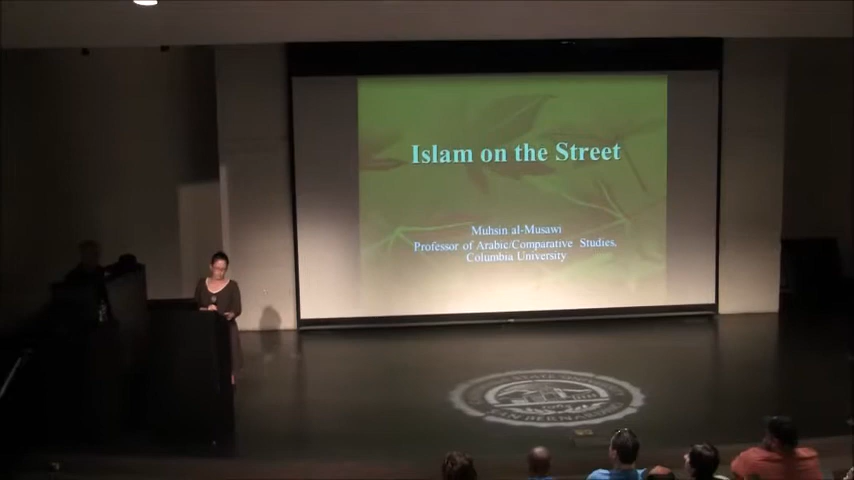 Islam on the Street
Muhsin al-Musawi
Professor of Arabic/Comparative Studies,
Columbia University